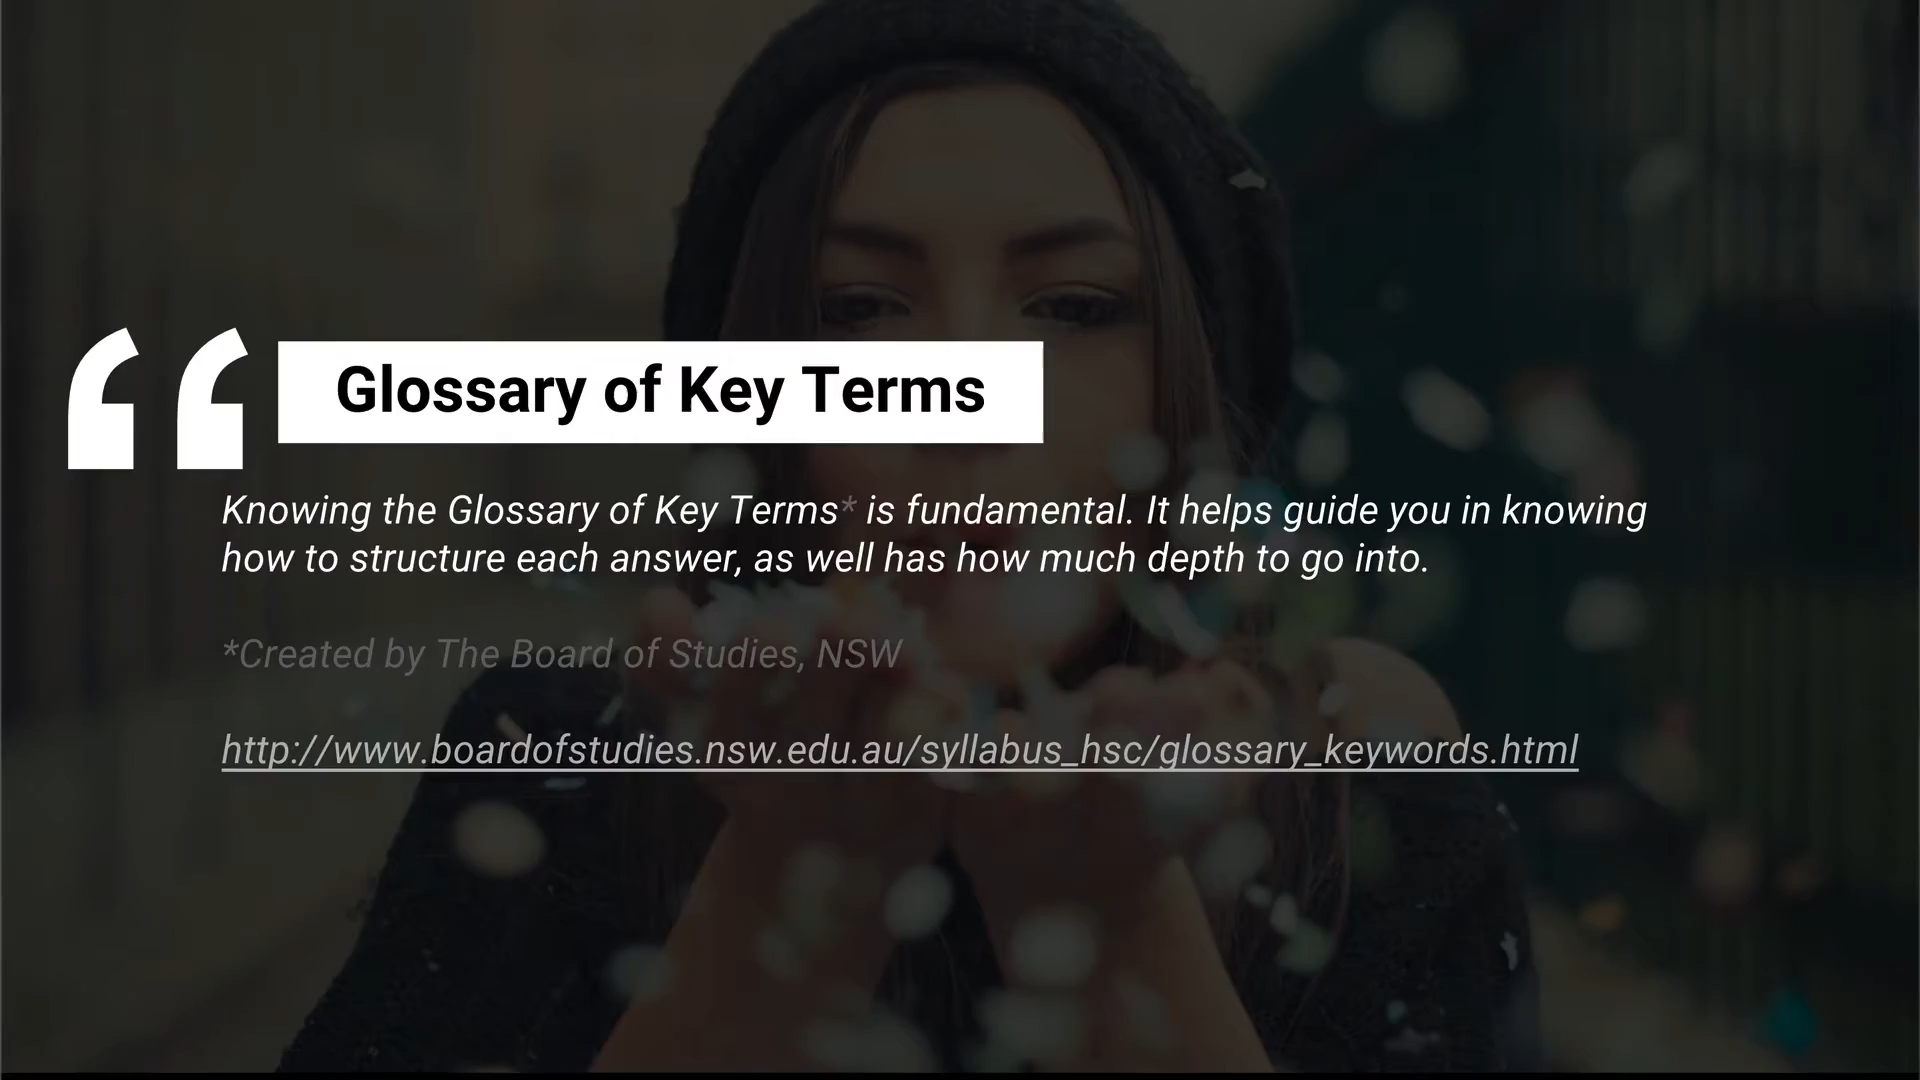 Glossary of Key Terms
Knowing the Glossary of Key Terms* is fundamental. It helps guide you in knowing
how to structure each answer, as well has how much depth to go into.
*Created by The Board of Studies, NSW
http://www.boardofstudies.nsw.edu.au/syllabus_hsc/glossary_keywords.html